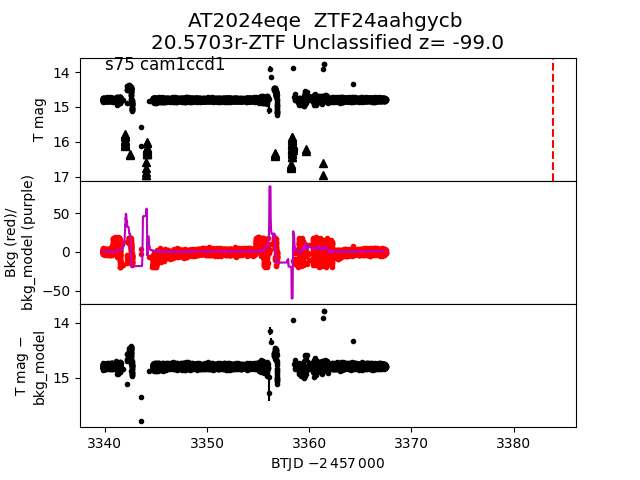 AT2024eqe  ZTF24aahgycb
20.5703r-ZTF Unclassified z= -99.0
s75 cam1ccd1
14
15
16
17
T mag
50
0
−50
Bkg (red)/
bkg_model (purple)
14
15
T mag −
bkg_model
3340 3350 3360 3370 3380
BTJD −2 457 000